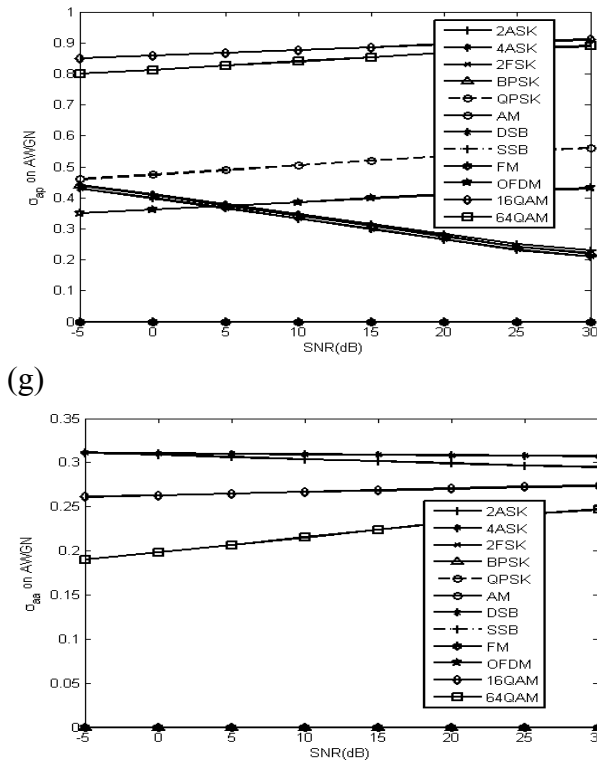 1
0.9
0.8
0.7
0.6
0.5
0.4
0.3
0.2
0.1
0
σap on AWGN
-5 0 5 10 15 20 25 30
SNR(dB)
2ASK
4ASK
2FSK
BPSK
QPSK
AM
DSB
SSB
FM
OFDM
16QAM
64QAM
(g)
0.35
0.3
0.25
0.2
0.15
0.1
0.05
0
σaa on AWGN
-5 0 5 10 15 20 25 3
SNR(dB)
2ASK
4ASK
2FSK
BPSK
QPSK
AM
DSB
SSB
FM
OFDM
16QAM
64QAM